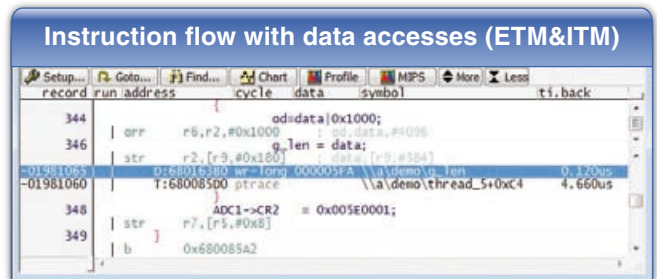 Instruction flow with data accesses (ETM&ITM)
Setup... Goto... Find... Chart Profile MIPS More Less
record run address cycle data symbol ti.back
{
344 od=data|0x1000;
orr r6,r2,#0x1000 ; od,data,#4096
346 g_len = data;
str r2,[r9,#0x180] ; data,[r9,#384]
-01981065 D:68016380 wr-long 000005FA \\a\demo\g_len 0.120us
-01981060 T:680085D0 ptrace \\a\demo\thread_5+0xC4 4.660us
}
348 ADC1->CR2 = 0x005E0001;
str r7,[r5,#0x8]
349 }
b 0x680085A2